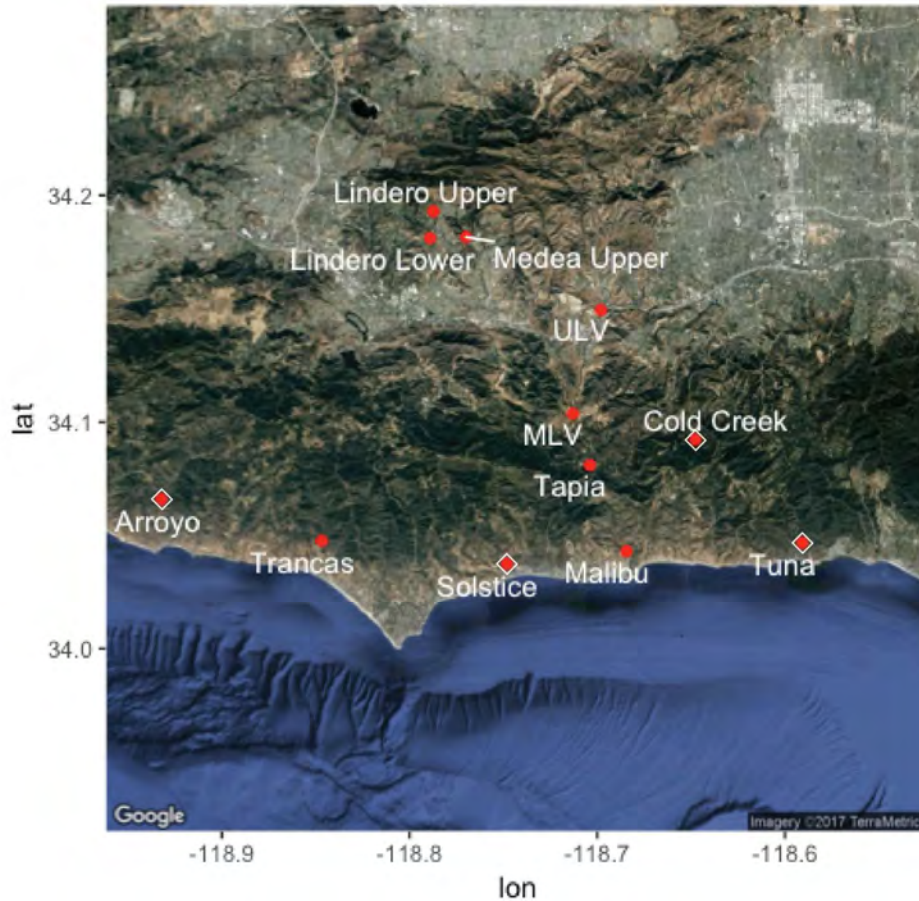 34.2
Lindero Upper
Lindero Lower
Medea Upper
ULV
34.1
Cold Creek
MLV
Tapia
Arroyo
Trancas
Solstice
Malibu
Tuna
34.0
lat
Google
Imagery ©2017 TerraMetric
-118.9
-118.8
-118.7
-118.6
lon